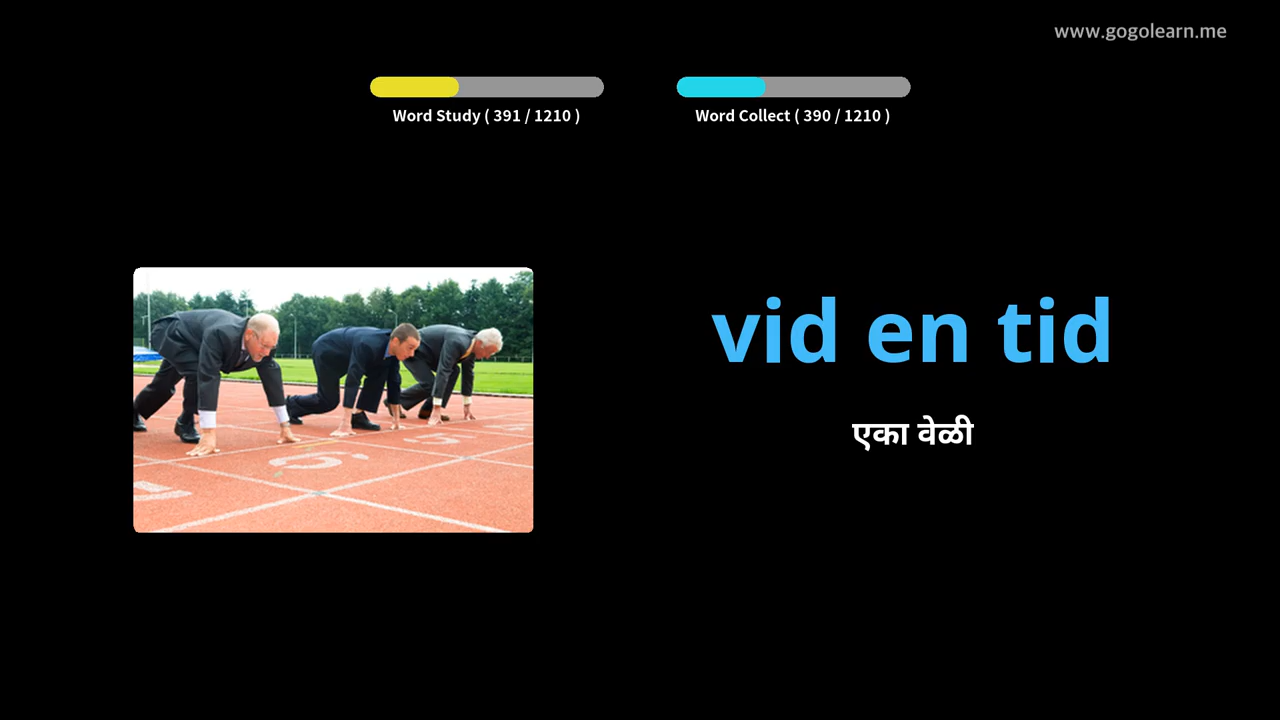 www.gogolearn.me
Word Study ( 391 / 1210 )
Word Collect ( 390 / 1210 )
vid en tid
एका वेळी